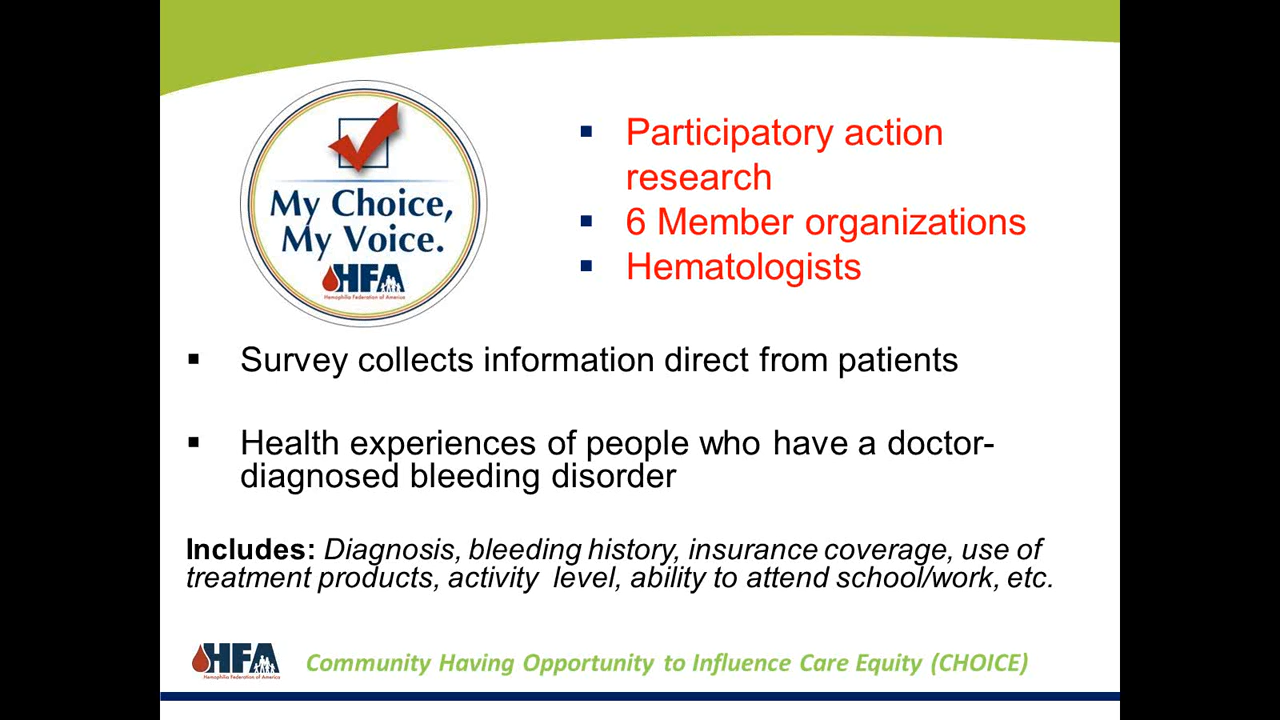 My Choice,
My Voice.
HFA
Hemophilia Federation of America
▪ Participatory action
research
▪ 6 Member organizations
▪ Hematologists
▪ Survey collects information direct from patients
▪ Health experiences of people who have a doctor-
diagnosed bleeding disorder
Includes: Diagnosis, bleeding history, insurance coverage, use of
treatment products, activity level, ability to attend school/work, etc.
HFA
Hemophilia Federation of America
Community Having Opportunity to Influence Care Equity (CHOICE)